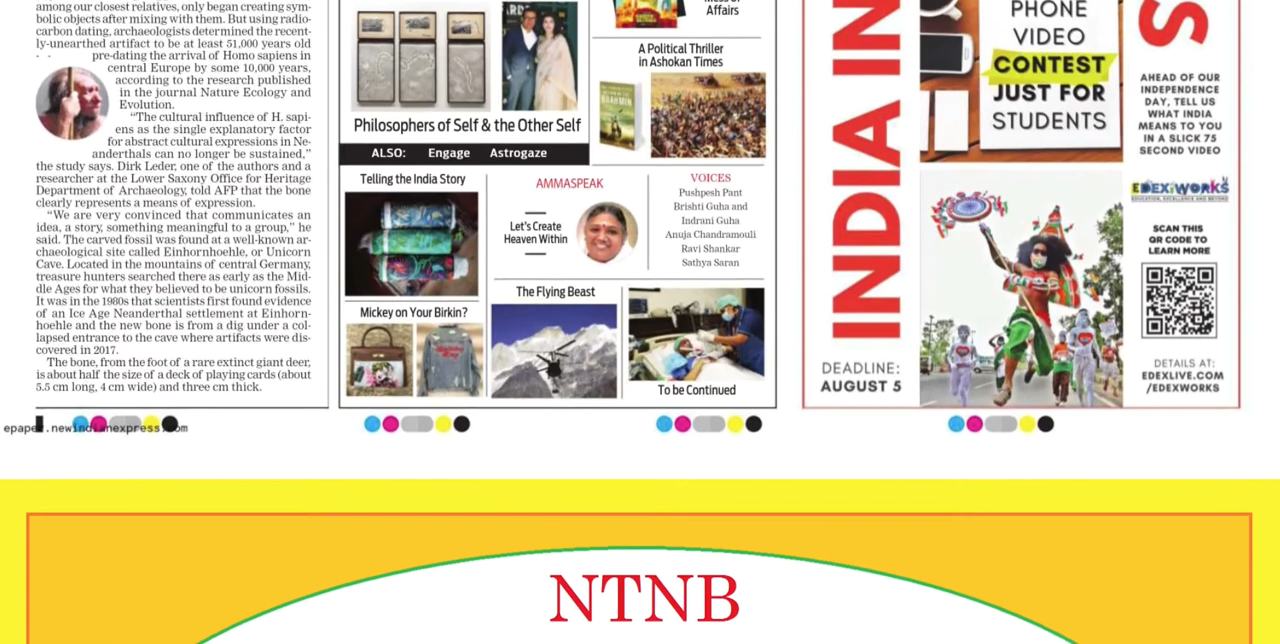 among our closest relatives, only began creating sym-
bolic objects after mixing with them. But using radio-
carbon dating, archaeologists determined the recent-
ly-unearthed artifact to be at least 51,000 years old
pre-dating the arrival of Homo sapiens in
central Europe by some 10,000 years,
according to the research published
in the journal Nature Ecology and
Evolution.
“The cultural influence of H. sapi-
ens as the single explanatory factor
for abstract cultural expressions in Ne-
anderthals can no longer be sustained,”
the study says. Dirk Leder, one of the authors and a
researcher at the Lower Saxony Office for Heritage
Department of Archaeology, told AFP that the bone
clearly represents a means of expression.
“We are very convinced that communicates an
idea, a story, something meaningful to a group,” he
said. The carved fossil was found at a well-known ar-
chaeological site called Einhornhoehle, or Unicorn
Cave. Located in the mountains of central Germany,
treasure hunters searched there as early as the Mid-
dle Ages for what they believed to be unicorn fossils.
It was in the 1980s that scientists first found evidence
of an Ice Age Neanderthal settlement at Einhorn-
hoehle and the new bone is from a dig under a col-
lapsed entrance to the cave where artifacts were dis-
covered in 2017.
The bone, from the foot of a rare extinct giant deer,
is about half the size of a deck of playing cards (about
5.5 cm long, 4 cm wide) and three cm thick.
epaper.newindianexpress.com
Philosophers of Self & the Other Self
ALSO: Engage Astrogaze
Affairs
A Political Thriller
in Ashokan Times
BRAHMIN
Telling the India Story
AMMASPEAK
Let's Create
Heaven Within
VOICES
Pushpesh Pant
Brishti Guha and
Indrani Guha
Anuja Chandramouli
Ravi Shankar
Sathya Saran
Mickey on Your Birkin?
The Flying Beast
To be Continued
INDIA IN
DEADLINE:
AUGUST 5
PHONE
VIDEO
CONTEST
JUST FOR
STUDENTS
S
AHEAD OF OUR
INDEPENDENCE
DAY, TELL US
WHAT INDIA
MEANS TO YOU
IN A SLICK 75
SECOND VIDEO
EDEXWORKS
EDUCATION, EXCELLENCE AND BEYOND
SCAN THIS
QR CODE TO
LEARN MORE
DETAILS AT:
EDEXLIVE.COM
/EDEXWORKS
NTNB